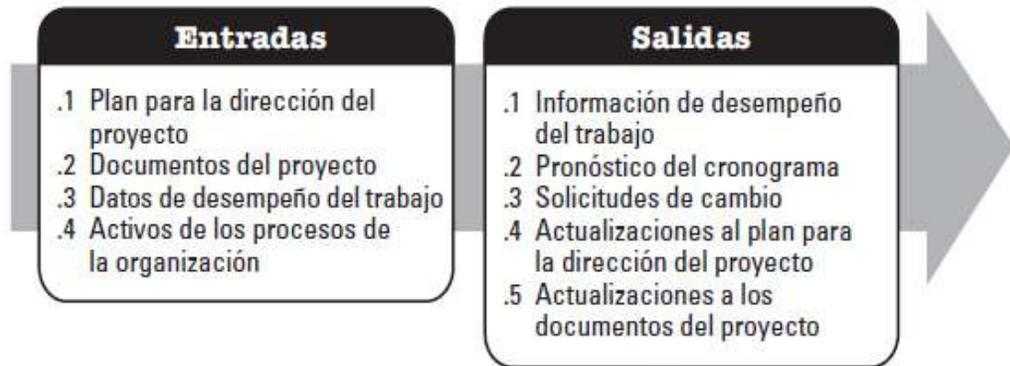 Entradas
.1 Plan para la dirección del
proyecto
.2 Documentos del proyecto
.3 Datos de desempeño del trabajo
.4 Activos de los procesos de
la organización
Salidas
.1 Información de desempeño
del trabajo
.2 Pronóstico del cronograma
.3 Solicitudes de cambio
.4 Actualizaciones al plan para
la dirección del proyecto
.5 Actualizaciones a los
documentos del proyecto